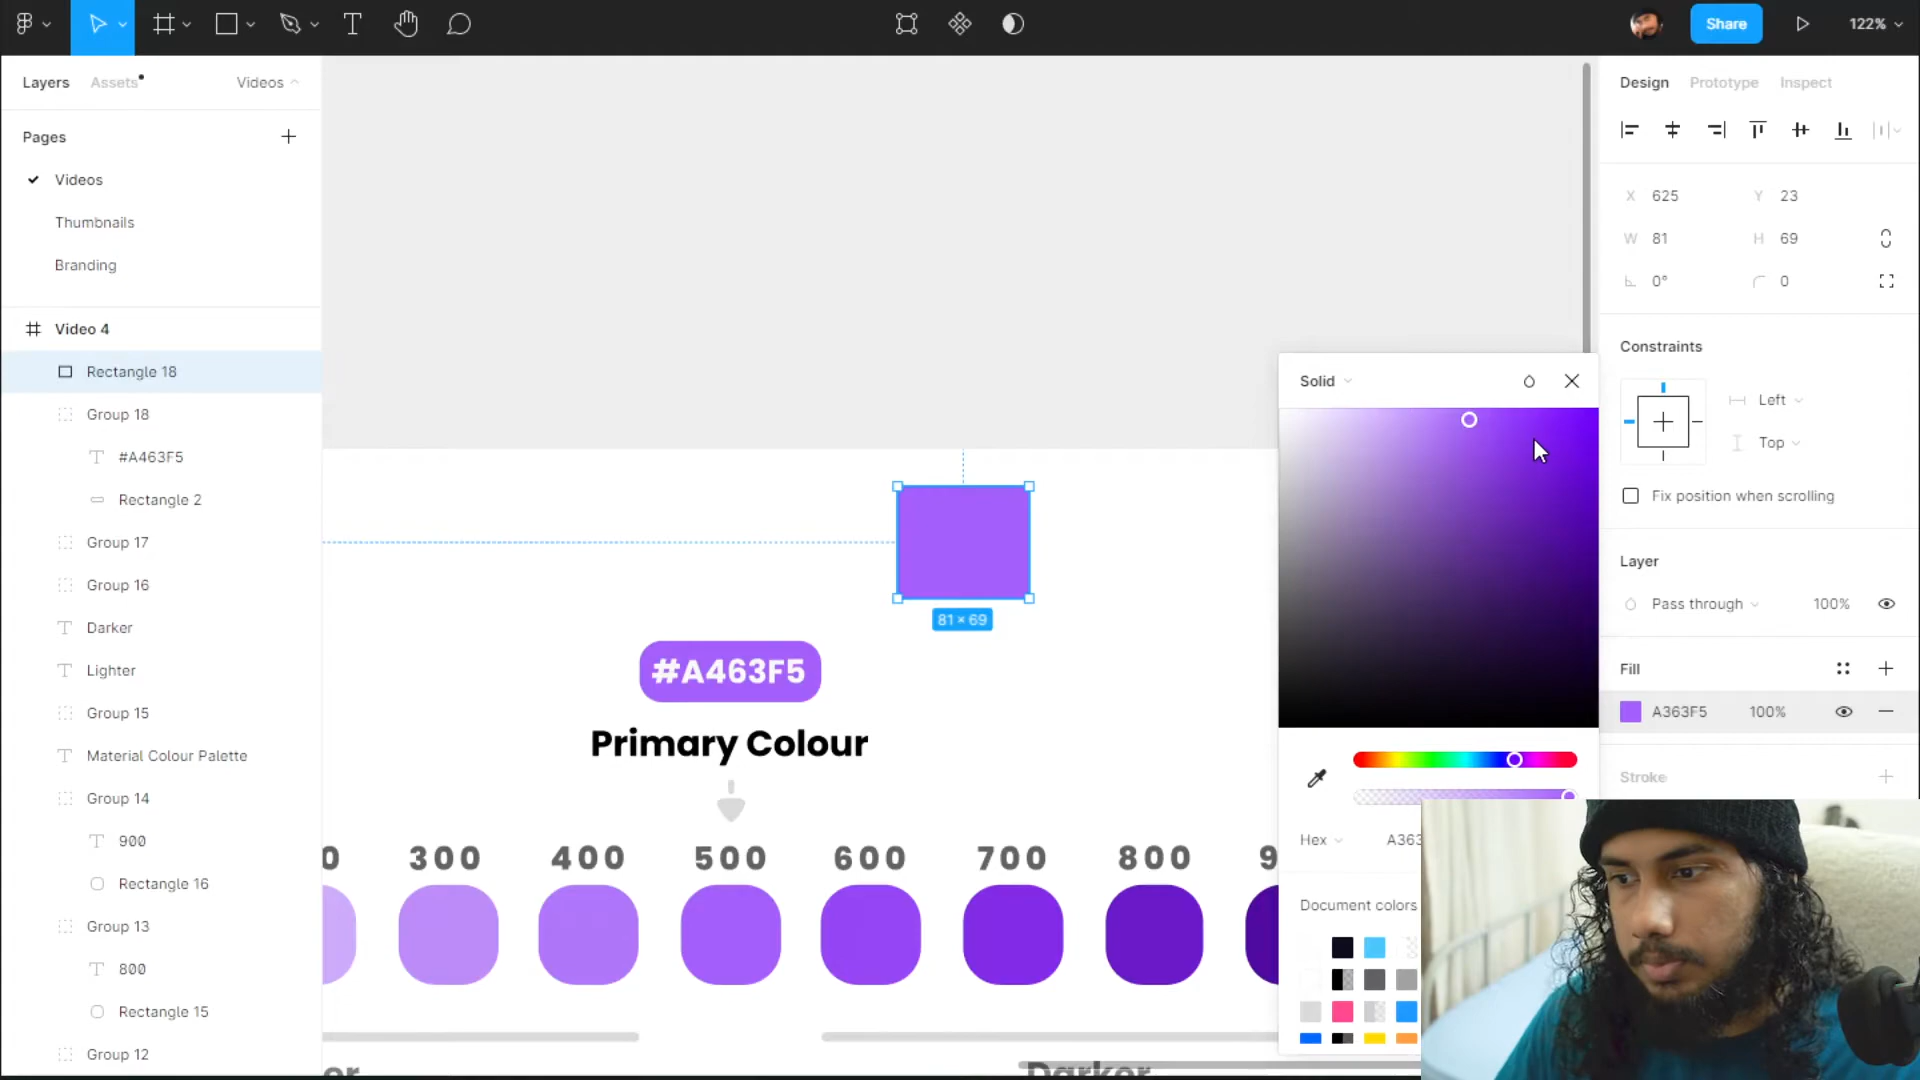 Share
122%
Layers
Assets
Videos
Pages
Videos
Thumbnails
Branding
Video 4
Rectangle 18
Group 18
#A463F5
Rectangle 2
Group 17
Group 16
Darker
Lighter
Group 15
Material Colour Palette
Group 14
900
Rectangle 16
Group 13
800
Rectangle 15
Group 12
81 × 69
#A463F5
Primary Colour
0 300 400 500 600 700 800 9
Darker
Solid
Hex
A363
Document colors
Design
Prototype
Inspect
X 625
Y 23
W 81
H 69
0°
0
Constraints
Left
Top
Fix position when scrolling
Layer
Pass through
100%
Fill
A363F5
100%
Stroke